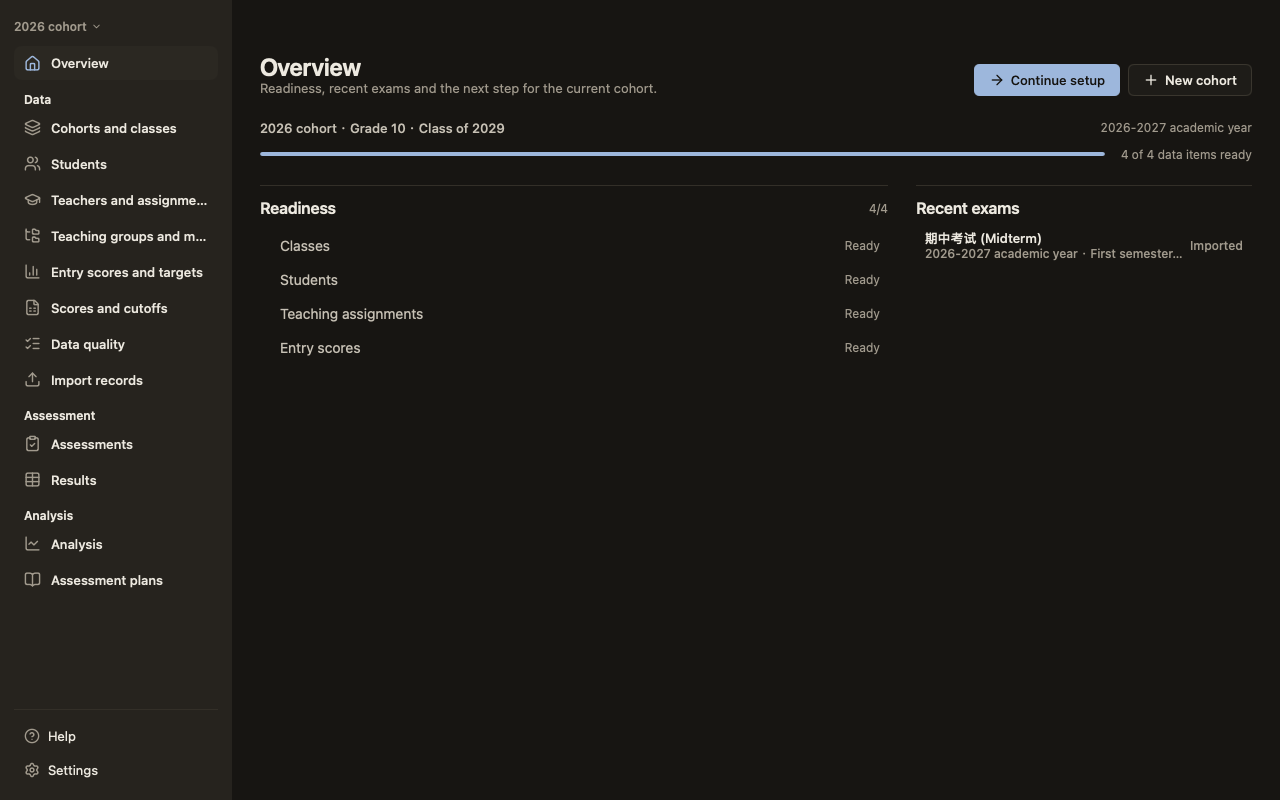 2026 cohort
Overview
Data
Cohorts and classes
Students
Teachers and assignme...
Teaching groups and m...
Entry scores and targets
Scores and cutoffs
Data quality
Import records
Assessment
Assessments
Results
Analysis
Analysis
Assessment plans
Help
Settings
Overview
Readiness, recent exams and the next step for the current cohort.
Continue setup
New cohort
2026 cohort · Grade 10 · Class of 2029
2026-2027 academic year
4 of 4 data items ready
Readiness
4/4
Classes
Ready
Students
Ready
Teaching assignments
Ready
Entry scores
Ready
Recent exams
期中考试 (Midterm)
2026-2027 academic year · First semester...
Imported